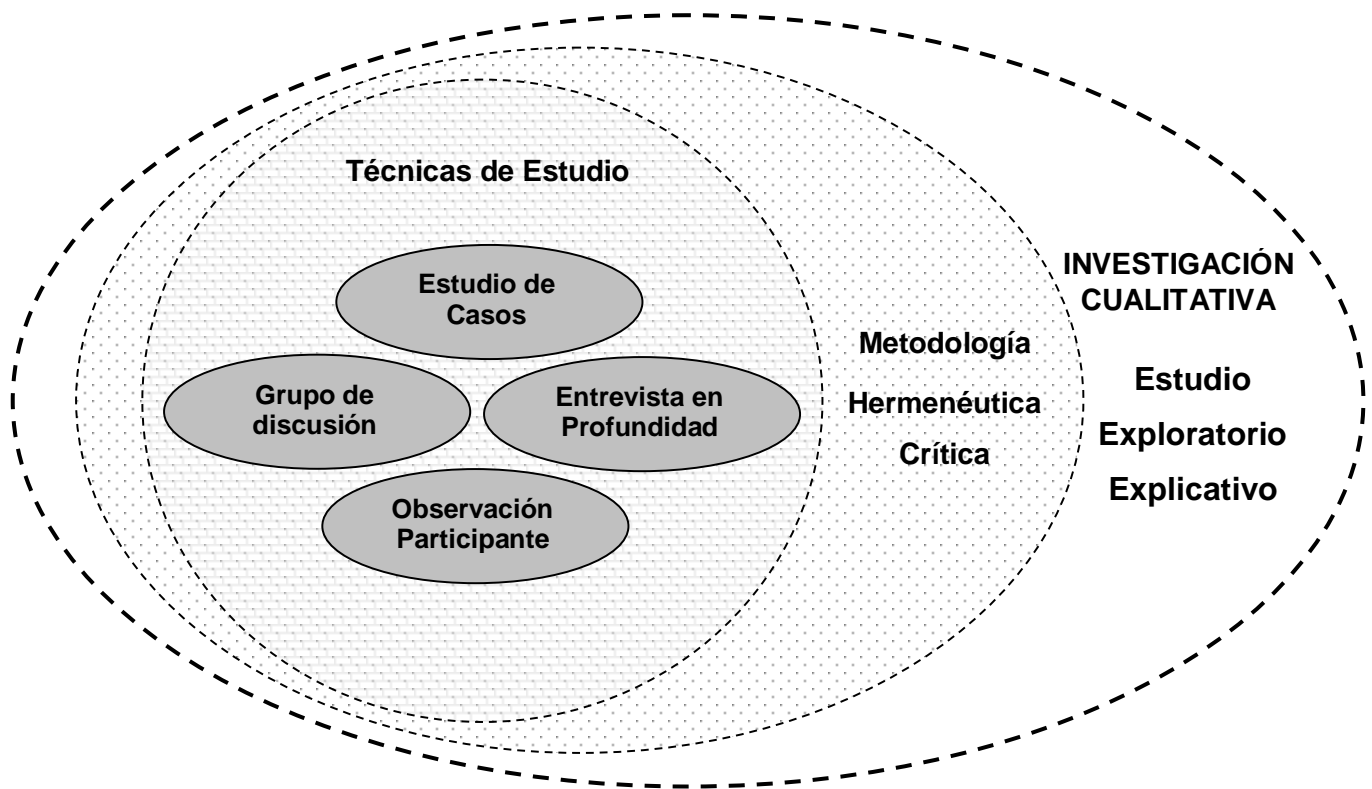 Técnicas de Estudio
Estudio de
Casos
Grupo de
discusión
Entrevista en
Profundidad
Observación
Participante
Metodología
Hermenéutica
Crítica
INVESTIGACIÓN
CUALITATIVA
Estudio
Exploratorio
Explicativo